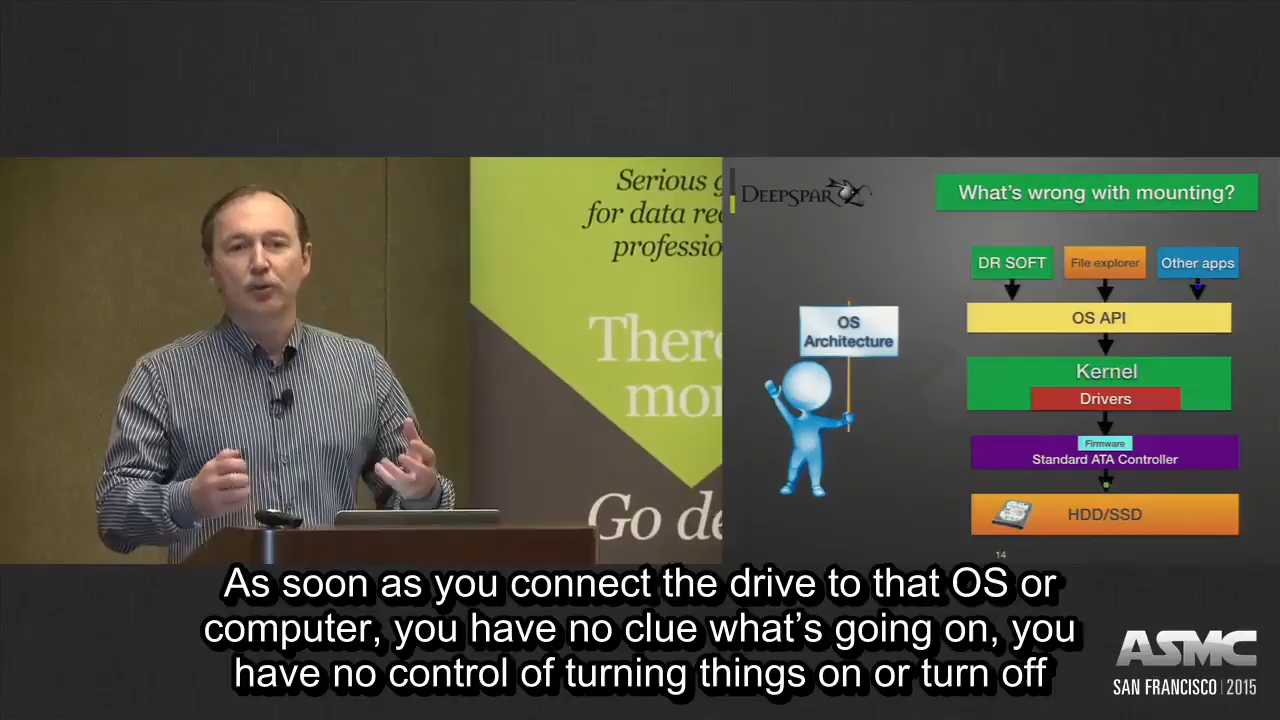 Serious g
for data rec
professio
There
mor
Go de
DEEPSPAR
What's wrong with mounting?
DR SOFT
File explorer
Other apps
OS API
OS
Architecture
Kernel
Drivers
Firmware
Standard ATA Controller
HDD/SSD
14
As soon as you connect the drive to that OS or
computer, you have no clue what's going on, you
have no control of turning things on or turn off
ASMC
SAN FRANCISCO | 2015